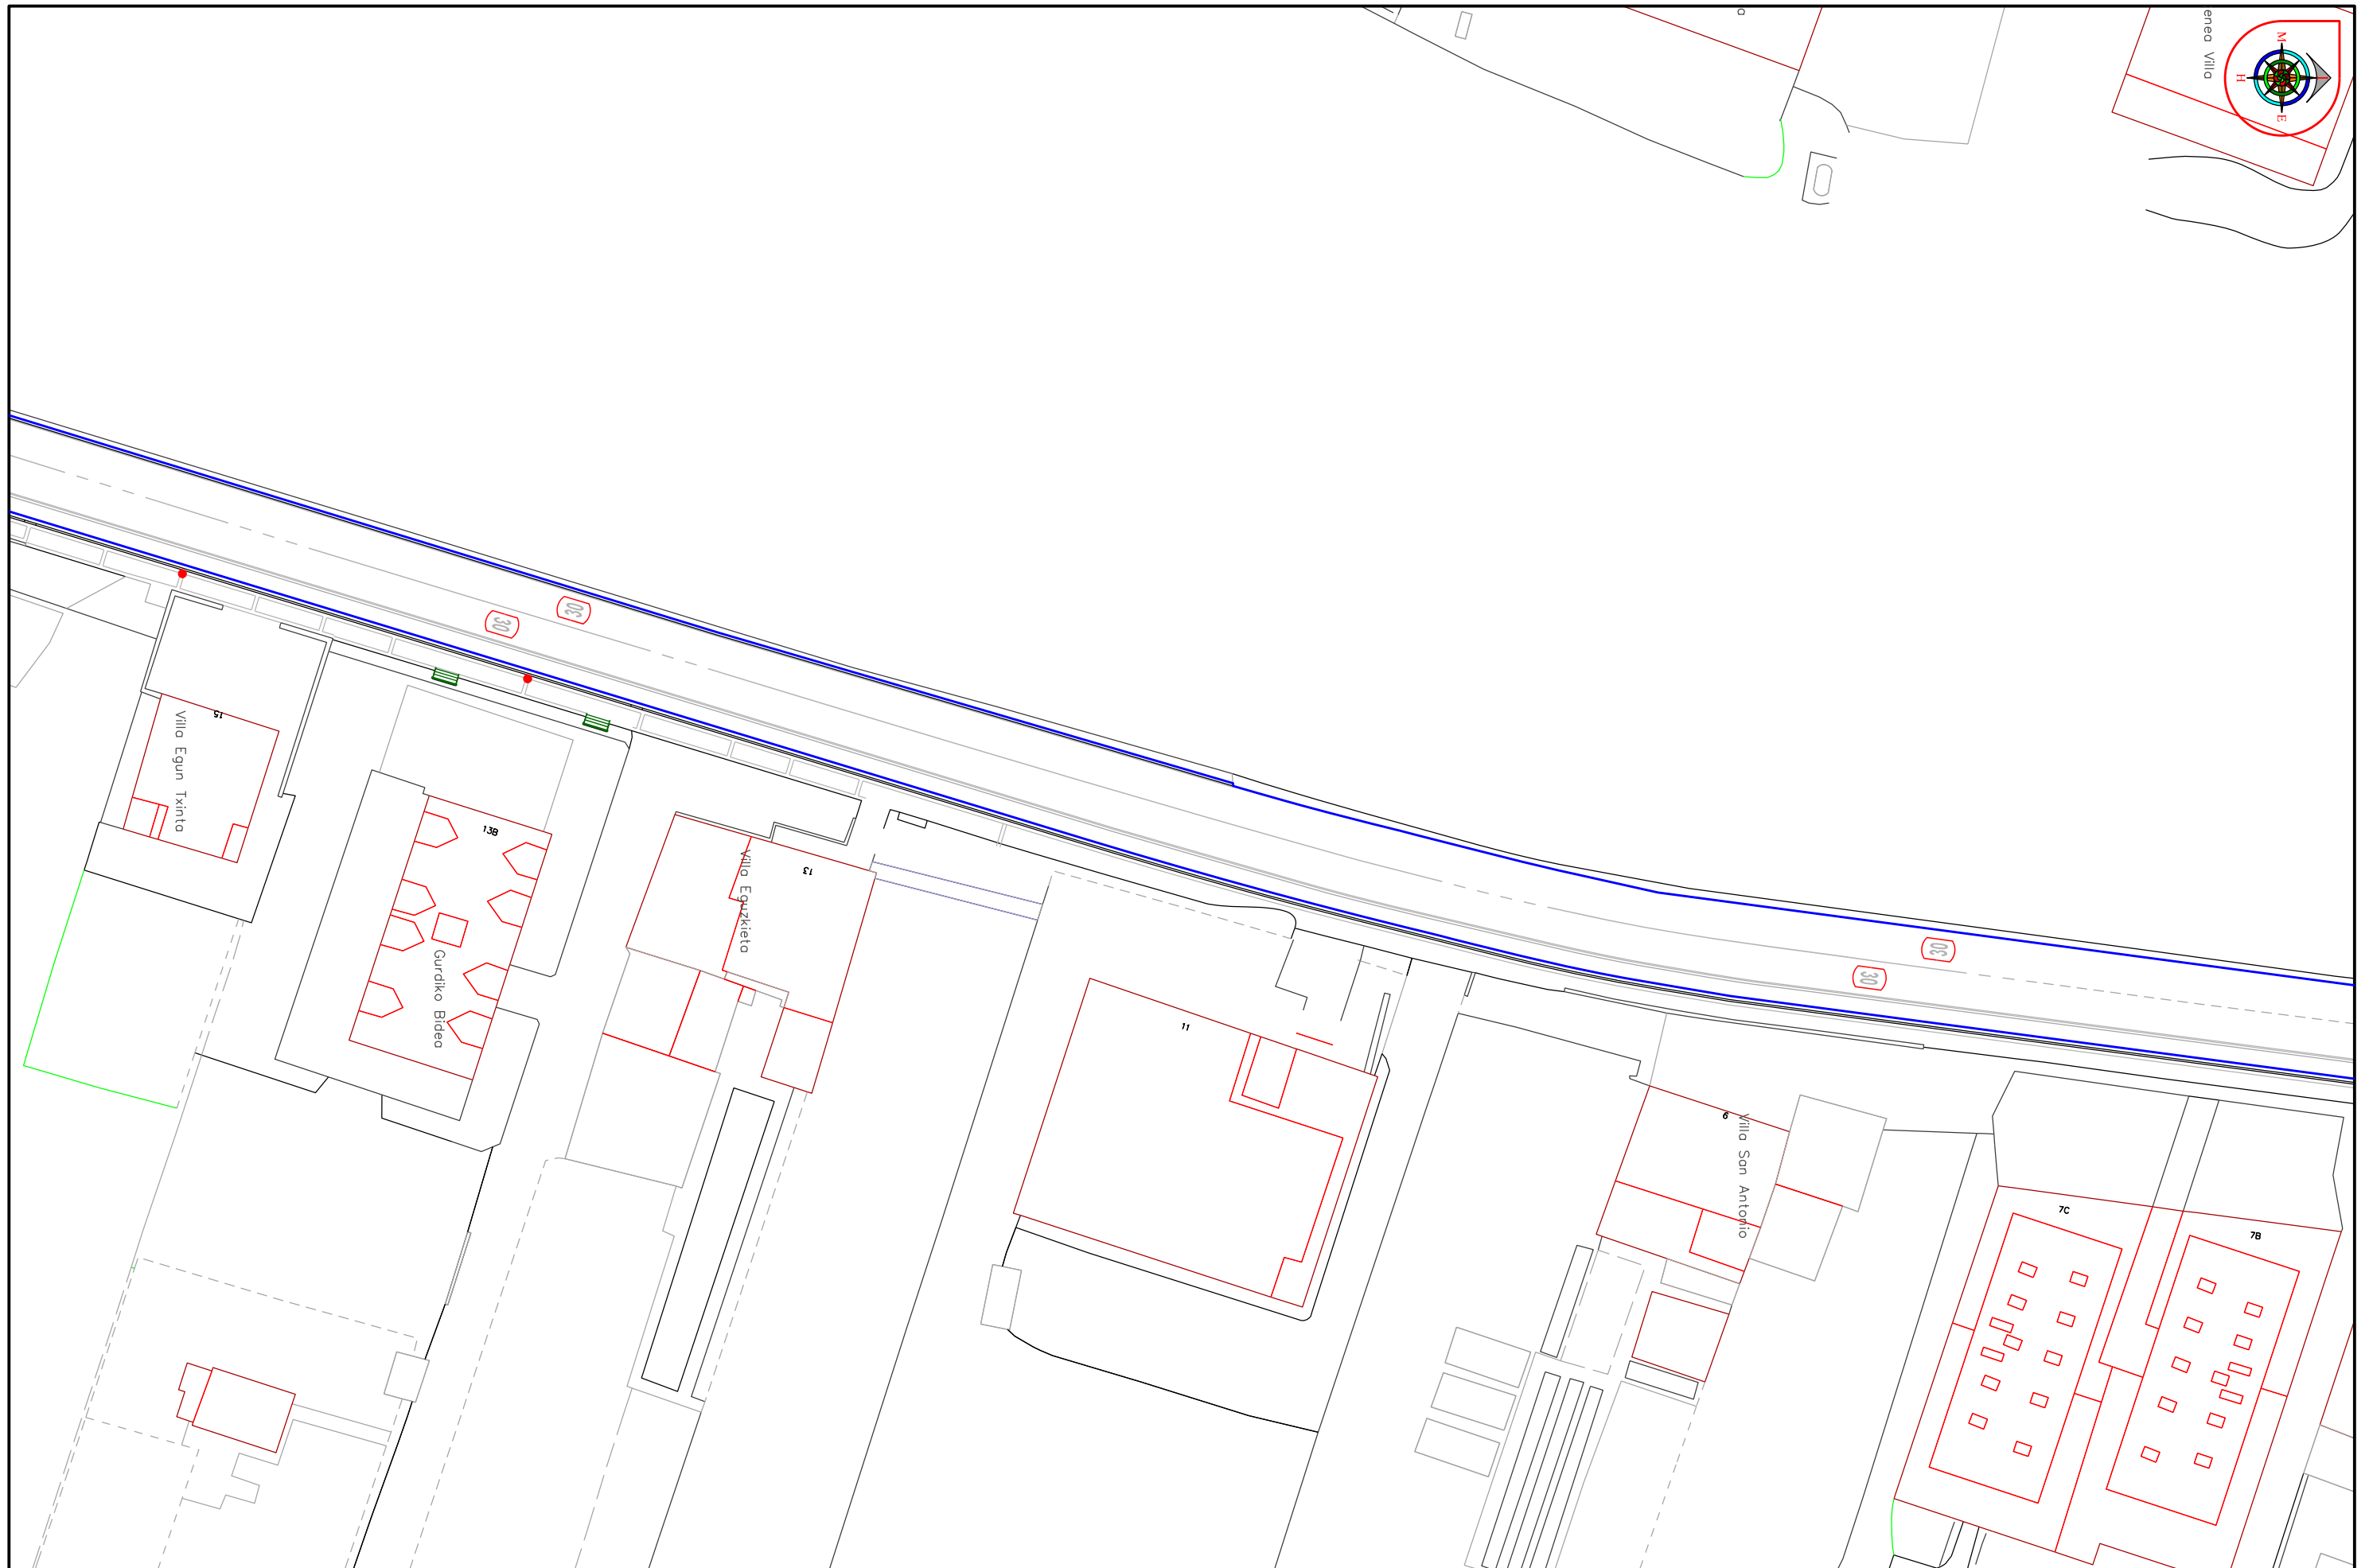 a
enea Villa
M
H
E
30
30
15
Villa Egun Txinta
13B
Gurdiko Bidea
13
Villa Eguzkieta
30
30
11
6
Villa San Antonio
7C
7B